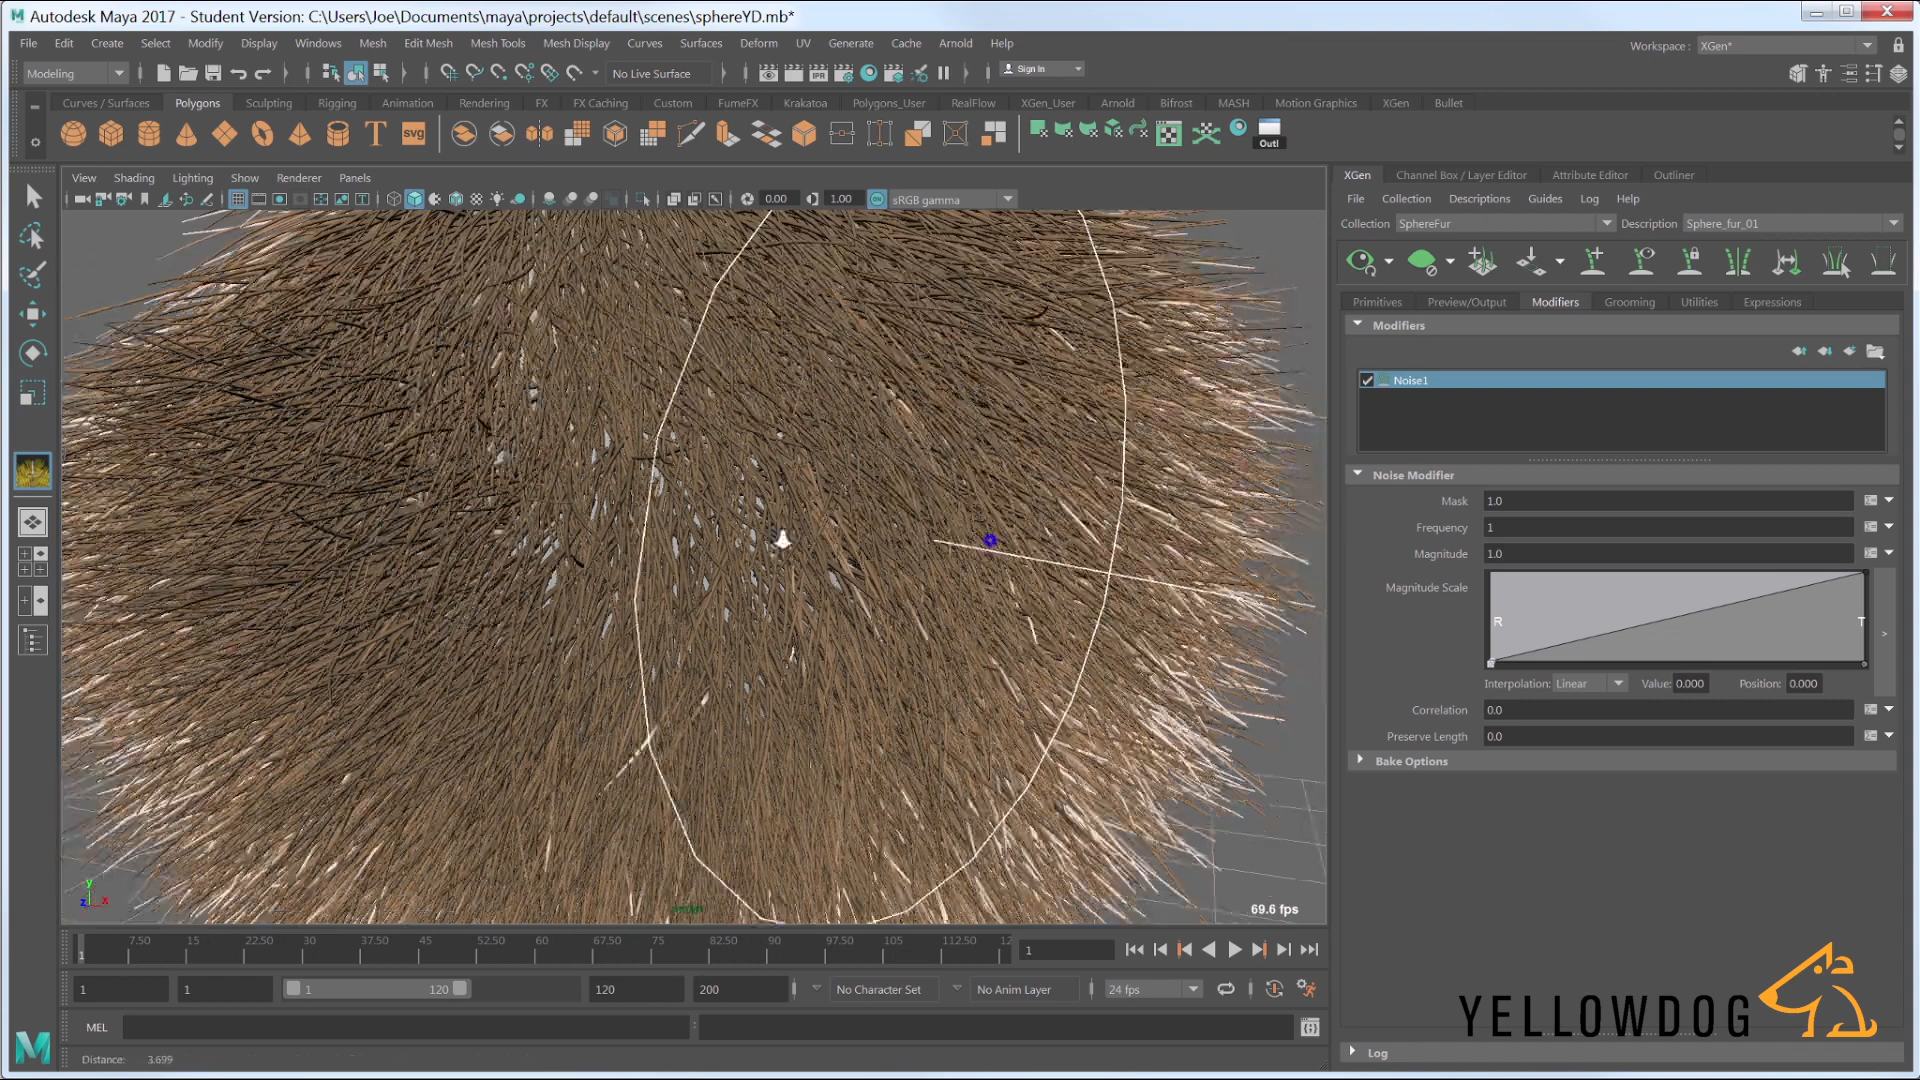 Autodesk Maya 2017 - Student Version: C:\Users\Joe\Documents\maya\projects\default\scenes\sphereYD.mb*
File Edit Create Select Modify Display Windows Mesh Edit Mesh Mesh Tools Mesh Display Curves Surfaces Deform UV Generate Cache Arnold Help
Workspace : XGen*
Modeling No Live Surface IPR Sign In
Curves / Surfaces Polygons Sculpting Rigging Animation Rendering FX FX Caching Custom FumeFX Krakatoa Polygons_User RealFlow XGen_User Arnold Bifrost MASH Motion Graphics XGen Bullet
T svg Outl
View Shading Lighting Show Renderer Panels
0.00 1.00 ON sRGB gamma
XGen Channel Box / Layer Editor Attribute Editor Outliner
File Collection Descriptions Guides Log Help
Collection SphereFur Description Sphere_fur_01
Primitives Preview/Output Modifiers Grooming Utilities Expressions
Modifiers
Noise1
Noise Modifier
Mask 1.0
Frequency 1
Magnitude 1.0
Magnitude Scale
R T
>
Interpolation: Linear Value: 0.000 Position: 0.000
Correlation 0.0
Preserve Length 0.0
Bake Options
y
z x
69.6 fps
1 7.50 15 22.50 30 37.50 45 52.50 60 67.50 75 82.50 90 97.50 105 112.50 12
1
1 1 1 120 120 200 No Character Set No Anim Layer 24 fps
MEL
Distance: 3.699
YELLOWDOG
Log